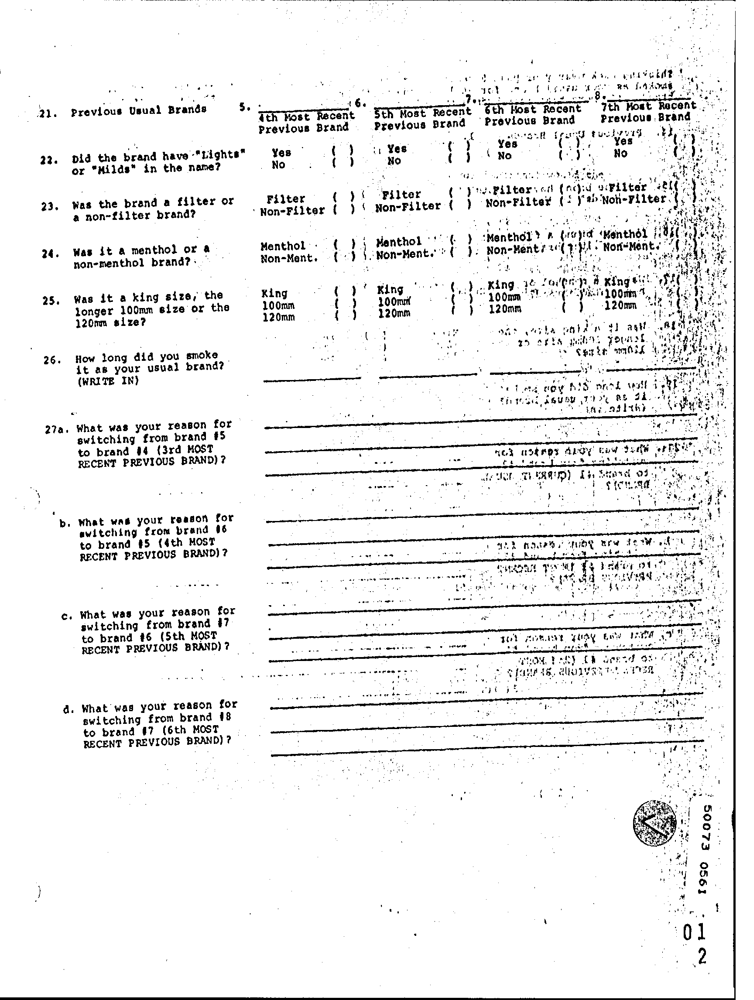 21. Previous Usual Brands 5. 6. 7. 8.
4th Most Recent 5th Most Recent 6th Most Recent 7th Most Recent
Previous Brand Previous Brand Previous Brand Previous Brand
22. Did the brand have "Lights" Yes ( ) Yes ( ) Yes ( ) Yes ( )
or "Milds" in the name? No ( ) No ( ) No ( ) No ( )
23. Was the brand a filter or Filter ( ) Filter ( ) Filter ( ) Filter ( )
a non-filter brand? Non-Filter ( ) Non-Filter ( ) Non-Filter ( ) Non-Filter ( )
24. Was it a menthol or a Menthol ( ) Menthol ( ) Menthol ( ) Menthol ( )
non-menthol brand? Non-Ment. ( ) Non-Ment. ( ) Non-Ment. ( ) Non-Ment. ( )
25. Was it a king size, the King ( ) King ( ) King ( ) King ( )
longer 100mm size or the 100mm ( ) 100mm ( ) 100mm ( ) 100mm ( )
120mm size? 120mm ( ) 120mm ( ) 120mm ( ) 120mm ( )
26. How long did you smoke
it as your usual brand?
(WRITE IN)
27a. What was your reason for
switching from brand #5
to brand #4 (3rd MOST
RECENT PREVIOUS BRAND)?
b. What was your reason for
switching from brand #6
to brand #5 (4th MOST
RECENT PREVIOUS BRAND)?
c. What was your reason for
switching from brand #7
to brand #6 (5th MOST
RECENT PREVIOUS BRAND)?
d. What was your reason for
switching from brand #8
to brand #7 (6th MOST
RECENT PREVIOUS BRAND)?
50073 0561
01
2